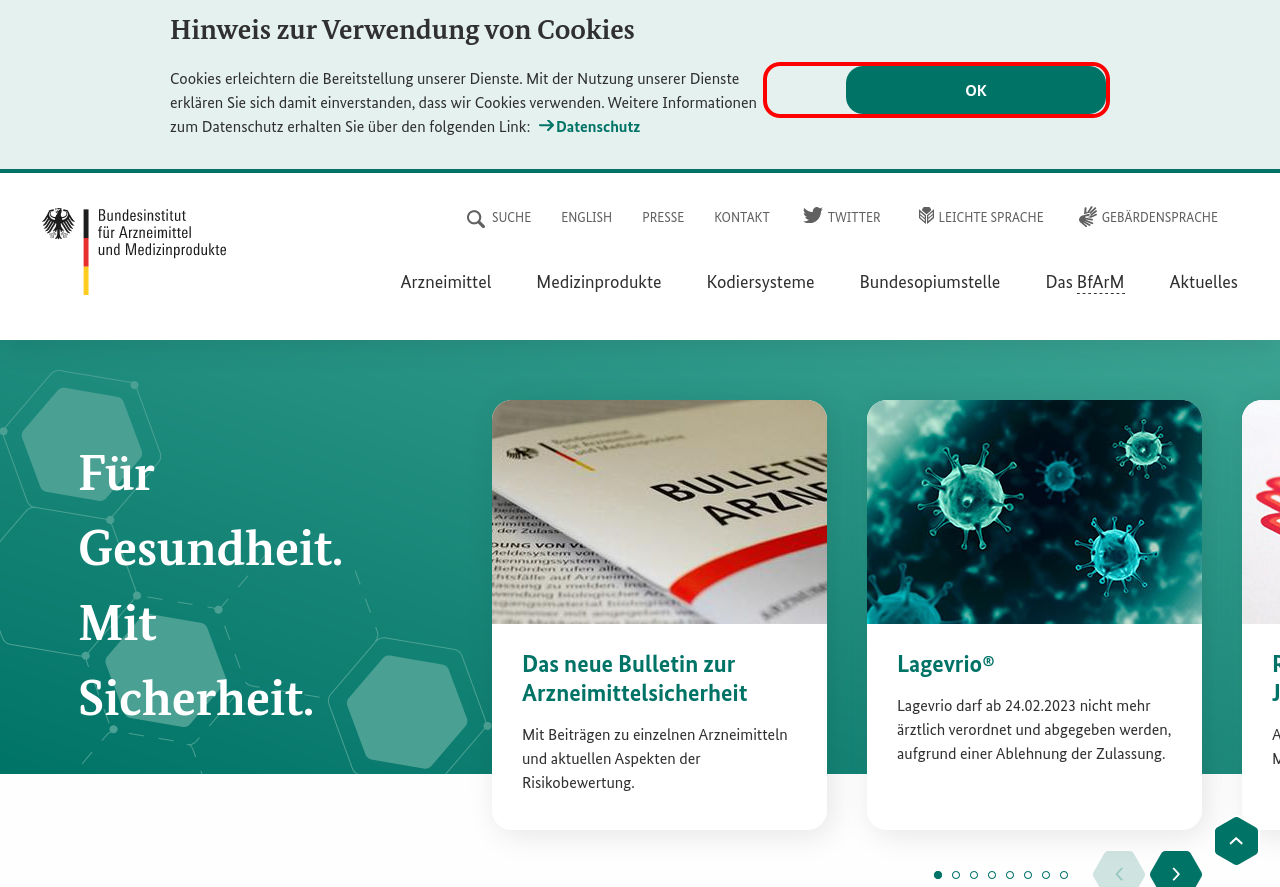 Hinweis zur Verwendung von Cookies
Cookies erleichtern die Bereitstellung unserer Dienste. Mit der Nutzung unserer Dienste
erklären Sie sich damit einverstanden, dass wir Cookies verwenden. Weitere Informationen
zum Datenschutz erhalten Sie über den folgenden Link: Datenschutz
OK
Bundesinstitut
für Arzneimittel
und Medizinprodukte
SUCHE ENGLISH PRESSE KONTAKT TWITTER LEICHTE SPRACHE GEBÄRDENSPRACHE
Arzneimittel Medizinprodukte Kodiersysteme Bundesopiumstelle Das BfArM Aktuelles
Für
Gesundheit.
Mit
Sicherheit.
Bundesinstitut
für Arzneimittel
und Medizinprodukte
BULLETIN
ARZNE
Das neue Bulletin zur
Arzneimittelsicherheit
Mit Beiträgen zu einzelnen Arzneimitteln
und aktuellen Aspekten der
Risikobewertung.
Lagevrio®
Lagevrio darf ab 24.02.2023 nicht mehr
ärztlich verordnet und abgegeben werden,
aufgrund einer Ablehnung der Zulassung.